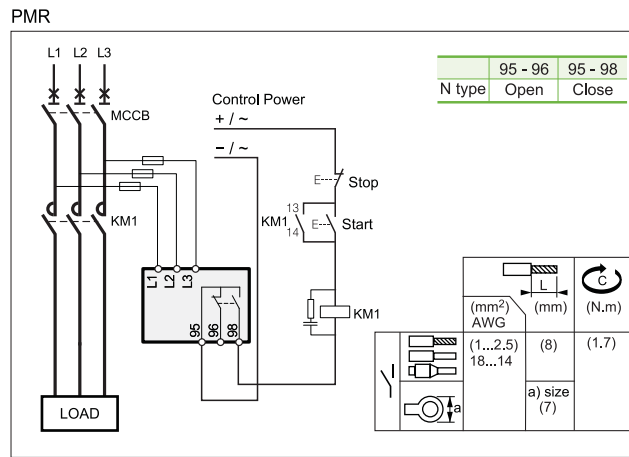 PMR
L1 L2 L3
MCCB
Control Power
+ / ~
− / ~
95 - 96 95 - 98
N type Open Close
E Stop
KM1
13
14
KM1
E Start
L1 L2 L3
95 96 98
KM1
LOAD
L
C
(mm²)
AWG
(mm)
(N.m)
(1...2.5)
18...14
(8)
(1.7)
a
a) size
(7)